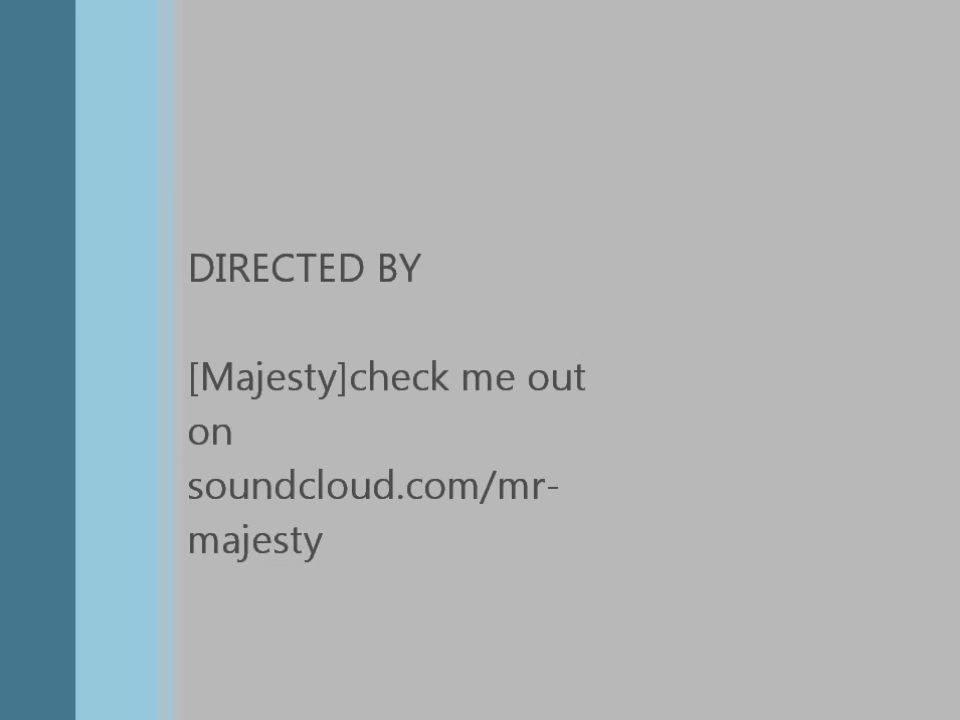 DIRECTED BY
[Majesty]check me out
on
soundcloud.com/mr-
majesty